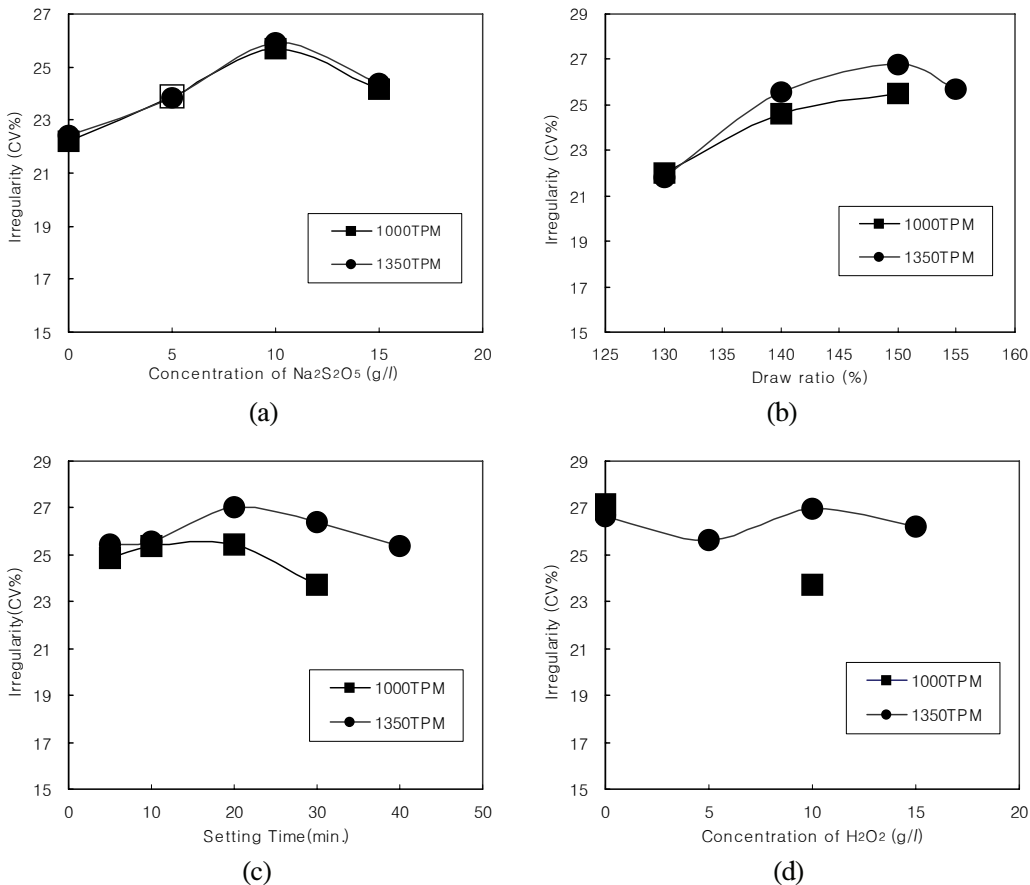 27
25
23
21
19
17
15
Irregularity (CV%)
1000TPM
1350TPM
0 5 10 15 20
Concentration of Na2S2O5 (g/l)
(a)
29
27
25
23
21
19
17
15
Irregularity (CV%)
1000TPM
1350TPM
125 130 135 140 145 150 155 160
Draw ratio (%)
(b)
29
27
25
23
21
19
17
15
Irregularity(CV%)
1000TPM
1350TPM
0 10 20 30 40 50
Setting Time(min.)
(c)
29
27
25
23
21
19
17
15
Irregularity (CV%)
1000TPM
1350TPM
0 5 10 15 20
Concentration of H2O2 (g/l)
(d)